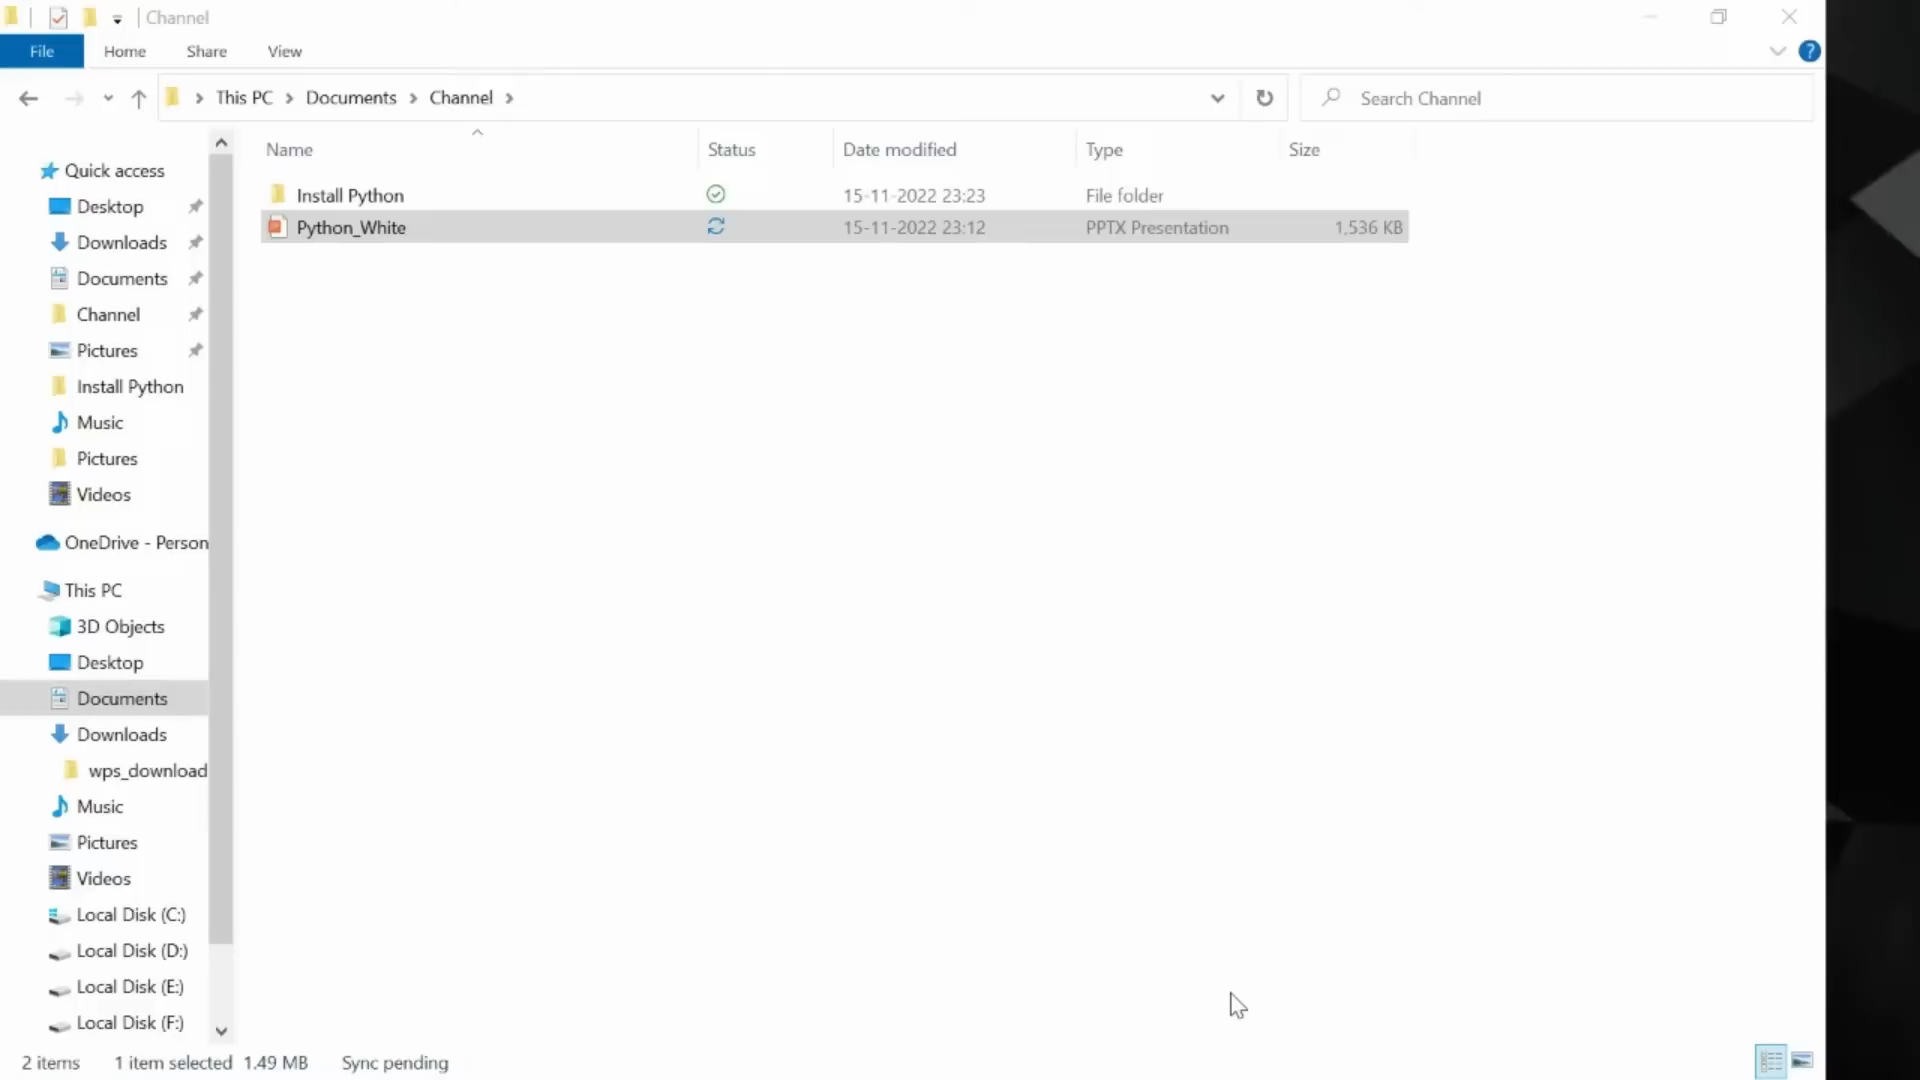 Channel
File Home Share View
This PC Documents Channel Search Channel
Name Status Date modified Type Size
Install Python 15-11-2022 23:23 File folder
Python_White 15-11-2022 23:12 PPTX Presentation 1,536 KB
Quick access
Desktop
Downloads
Documents
Channel
Pictures
Install Python
Music
Pictures
Videos
OneDrive - Person
This PC
3D Objects
Desktop
Documents
Downloads
wps_download
Music
Pictures
Videos
Local Disk (C:)
Local Disk (D:)
Local Disk (E:)
Local Disk (F:)
2 items 1 item selected 1.49 MB Sync pending